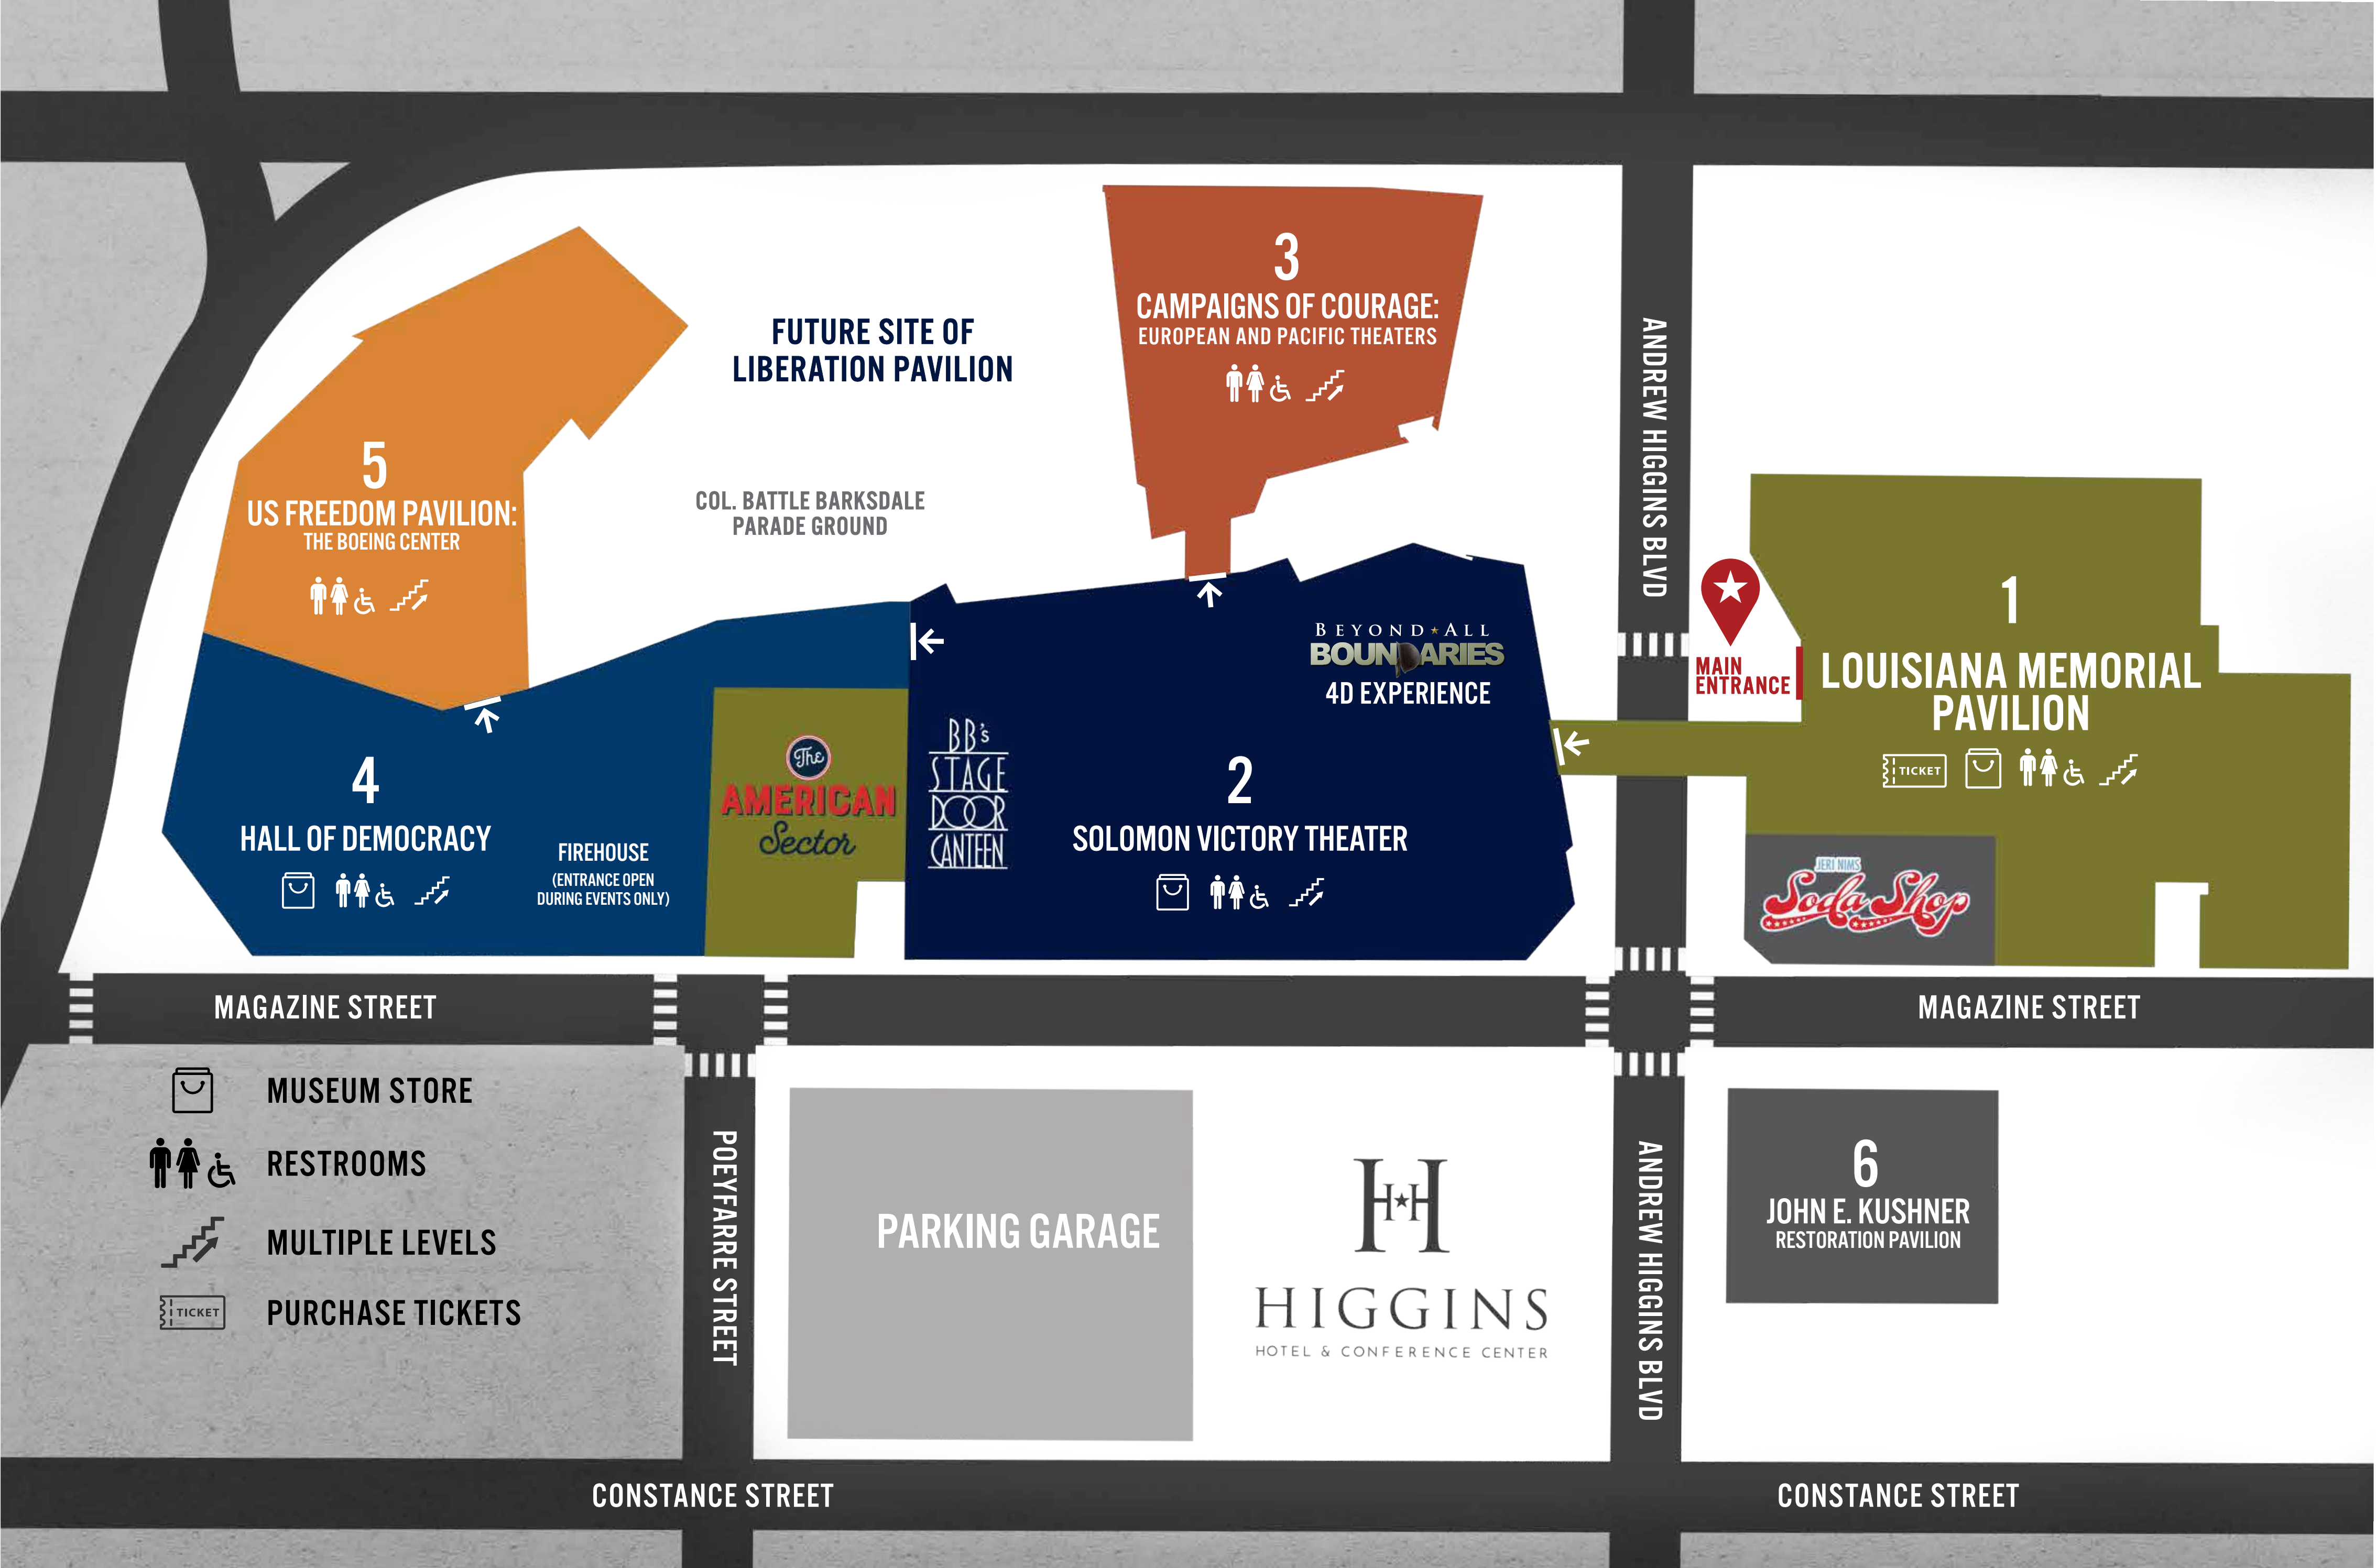 3
CAMPAIGNS OF COURAGE:
EUROPEAN AND PACIFIC THEATERS
FUTURE SITE OF
LIBERATION PAVILION
ANDREW HIGGINS BLVD
5
US FREEDOM PAVILION:
THE BOEING CENTER
COL. BATTLE BARKSDALE
PARADE GROUND
1
LOUISIANA MEMORIAL
PAVILION
TICKET
MAIN
ENTRANCE
BEYOND ALL
BOUNDARIES
4D EXPERIENCE
4
HALL OF DEMOCRACY
FIREHOUSE
(ENTRANCE OPEN
DURING EVENTS ONLY)
The
AMERICAN
Sector
BB's
STAGE
DOOR
CANTEEN
2
SOLOMON VICTORY THEATER
JERI NIMS
Soda Shop
MAGAZINE STREET
MAGAZINE STREET
MUSEUM STORE
RESTROOMS
MULTIPLE LEVELS
TICKET
PURCHASE TICKETS
POEYFARRE STREET
PARKING GARAGE
H H H
HIGGINS
HOTEL & CONFERENCE CENTER
ANDREW HIGGINS BLVD
6
JOHN E. KUSHNER
RESTORATION PAVILION
CONSTANCE STREET
CONSTANCE STREET